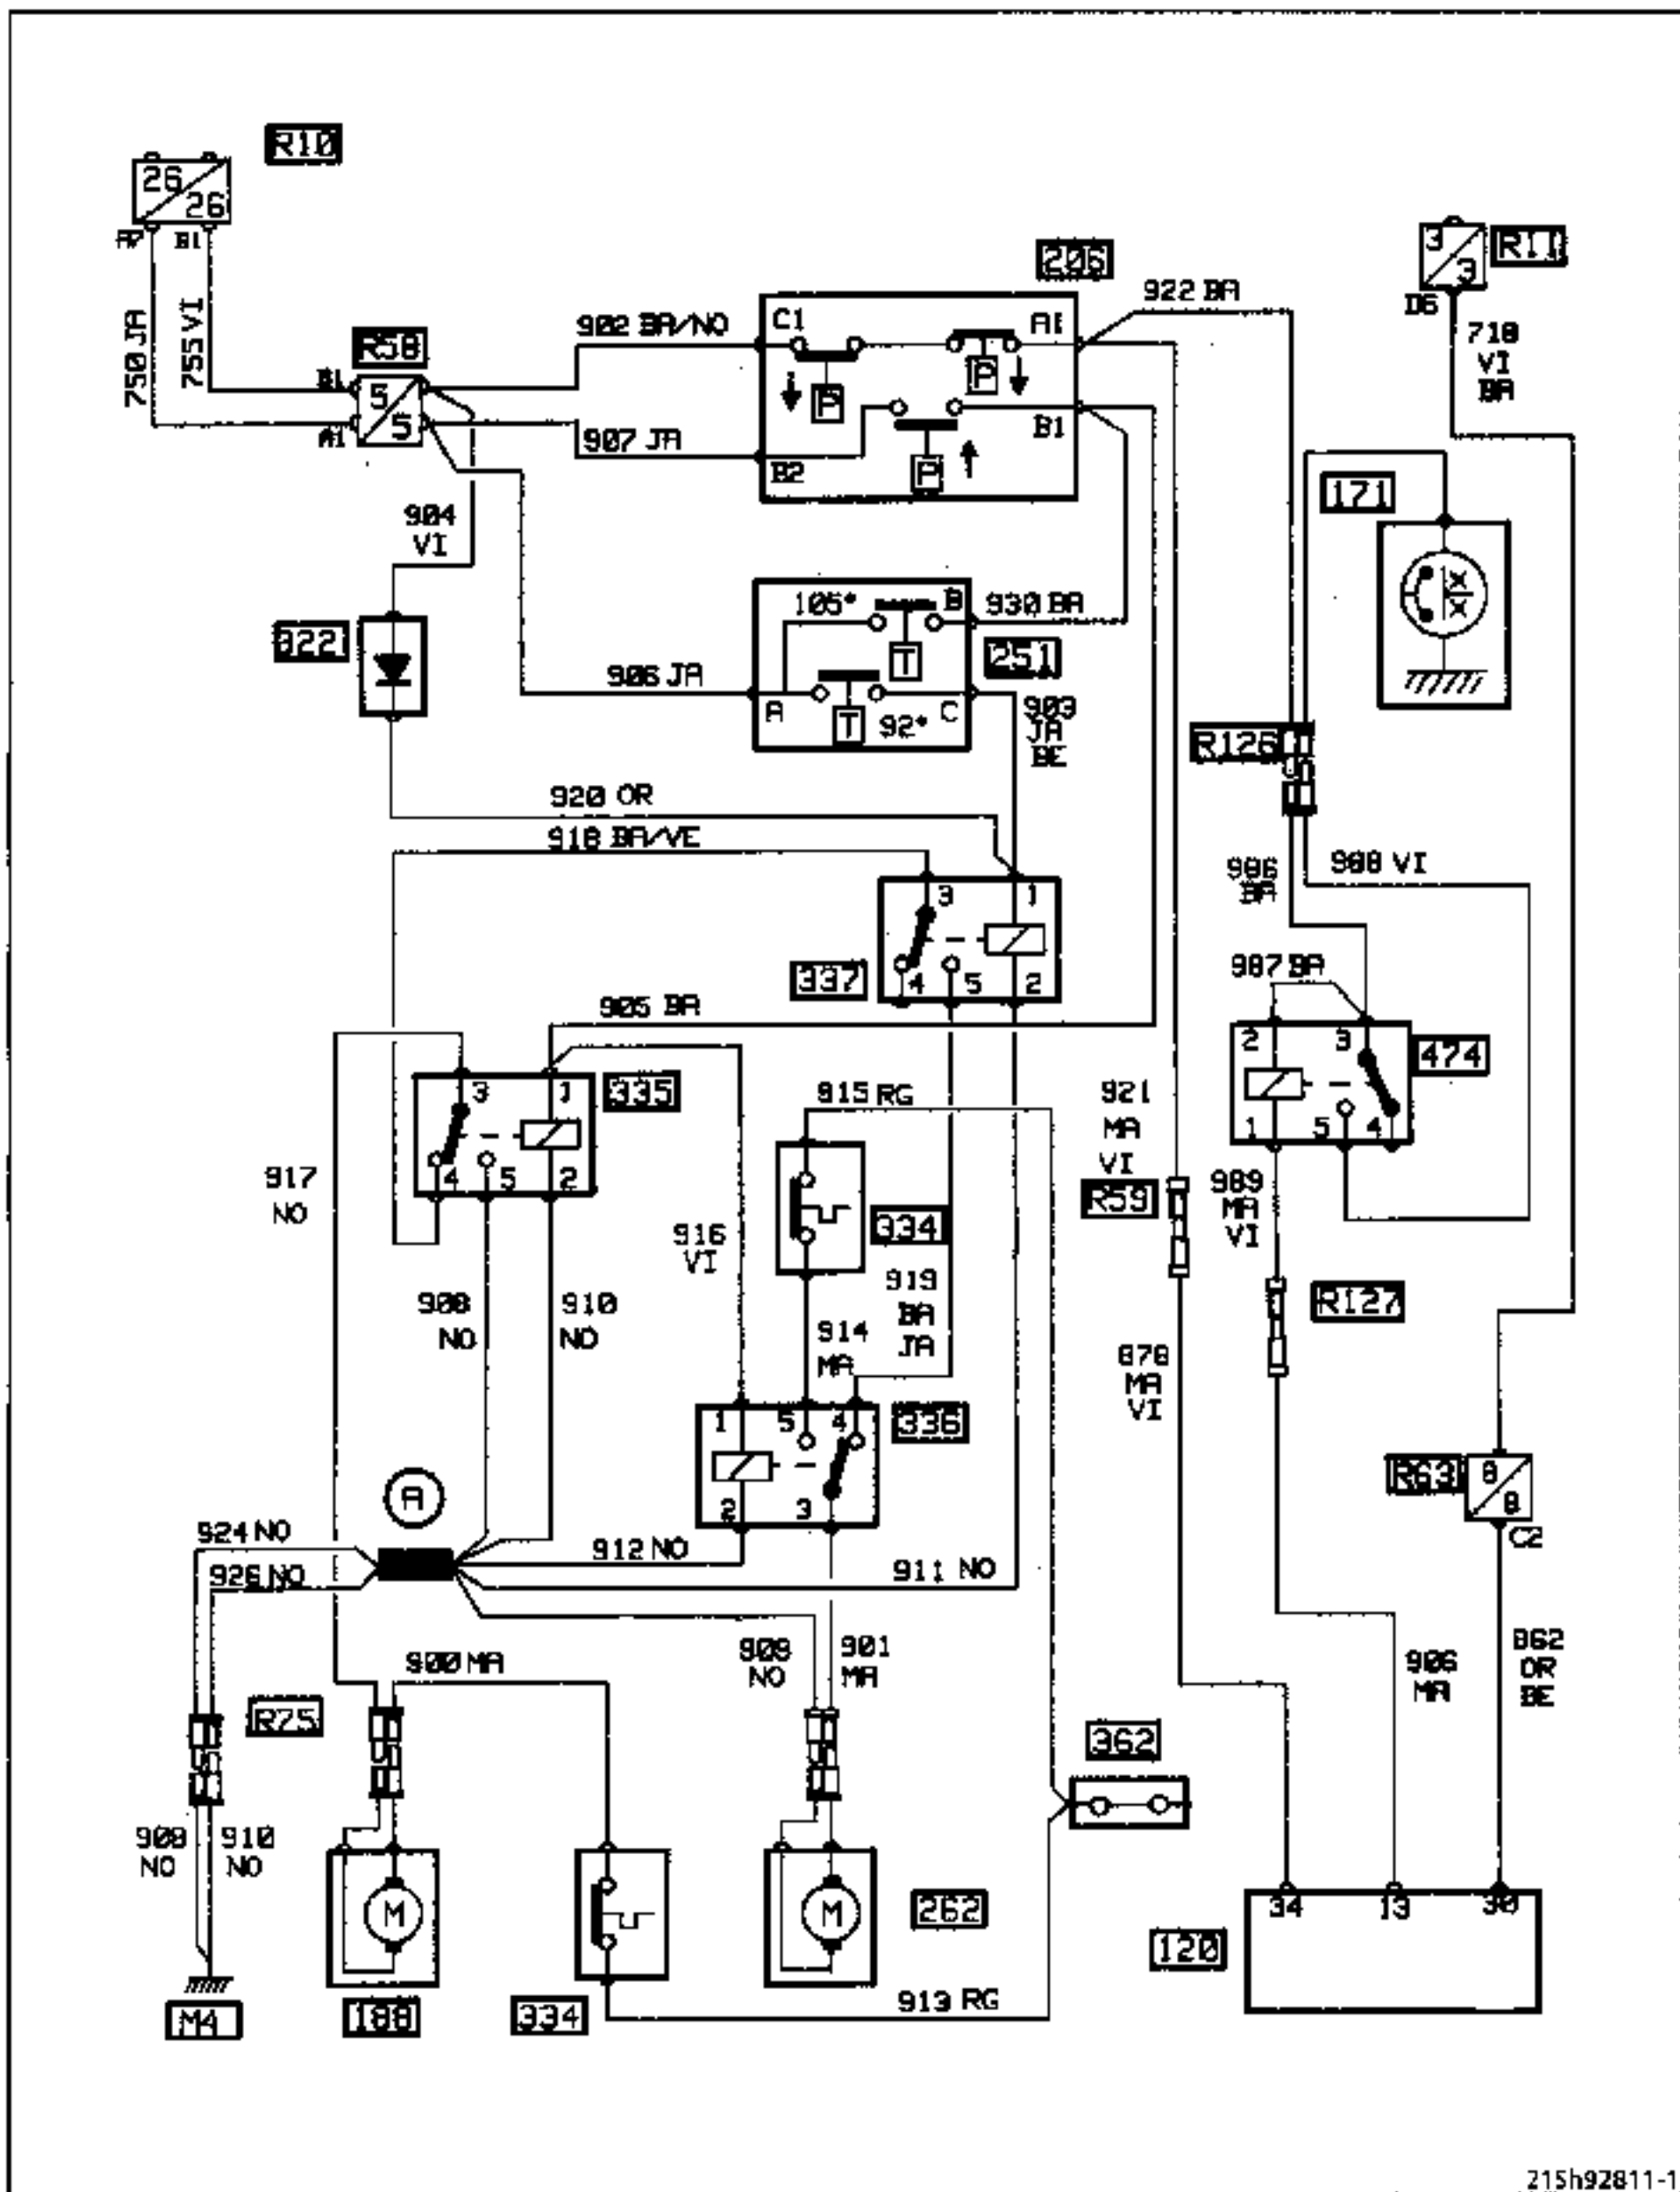 R10
26
26
A7 B1
750 JA
755 VI
R58
B1
5
5
A1
902 BA/NO
907 JA
206
C1
A1
P
P
B1
B2
P
922 BA
R11
3
3
D6
718
VI
BA
171
904
VI
322
105°
B
930 BA
T
251
906 JA
A
T
92°
C
903
JA
BE
R126
920 OR
918 BA/VE
986
BA
988 VI
3
1
337
4
5
2
987 BA
905 BA
2
3
474
1
5
4
3
1
335
4
5
2
915 RG
921
MA
VI
R59
989
MA
VI
917
NO
334
916
VI
919
BA
JA
R127
908
NO
910
NO
914
MA
878
MA
VI
1
5
4
336
2
3
R63
8
8
C2
A
924 NO
926 NO
912 NO
911 NO
909
NO
901
MA
900 MA
906
MA
862
OR
BE
R75
362
908
NO
910
NO
M
M
262
34
13
30
120
913 RG
M4
188
334
215h92811-1